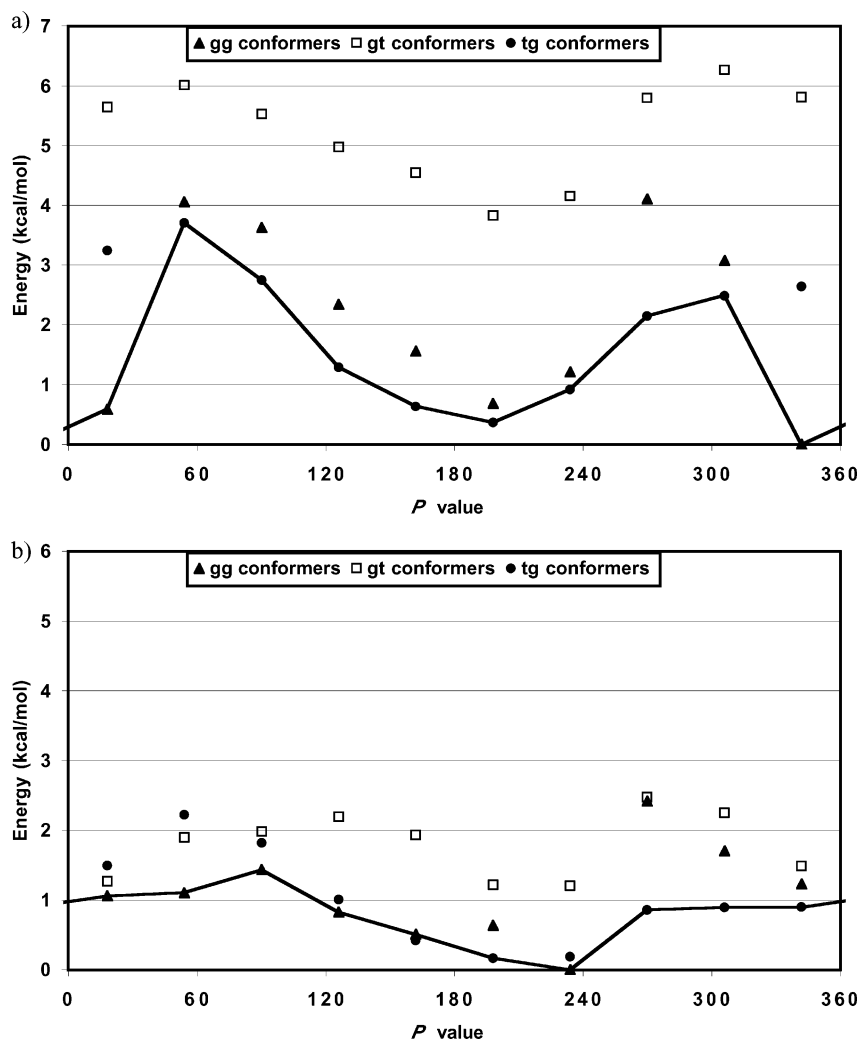 a)
7
gg conformers gt conformers tg conformers
6
5
4
3
2
1
0
Energy (kcal/mol)
0 60 120 180 240 300 360
P value
b)
6
gg conformers gt conformers tg conformers
5
4
3
2
1
0
Energy (kcal/mol)
0 60 120 180 240 300 360
P value